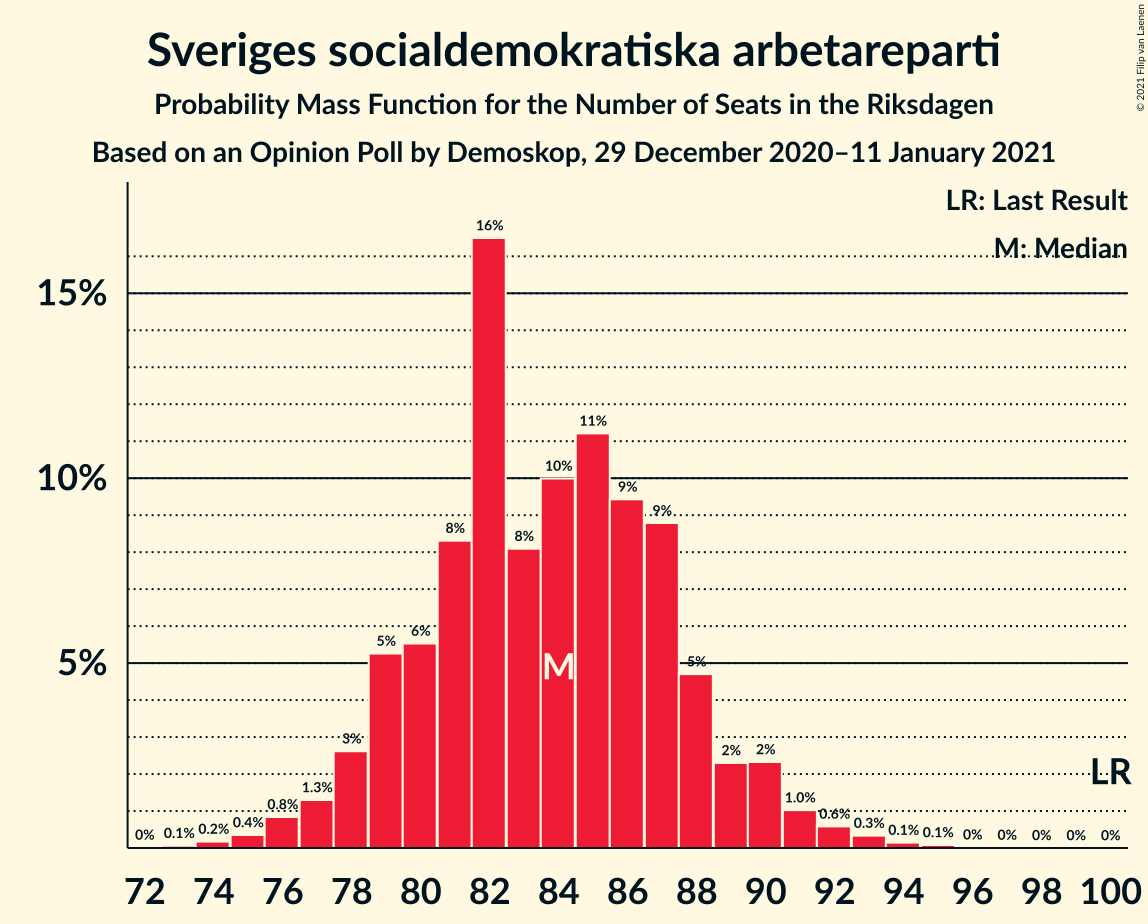 Sveriges socialdemokratiska arbetareparti
Probability Mass Function for the Number of Seats in the Riksdagen
Based on an Opinion Poll by Demoskop, 29 December 2020–11 January 2021
© 2021 Filip van Laenen
LR: Last Result
M: Median
15%
10%
5%
0% 0.1% 0.2% 0.4% 0.8% 1.3% 3% 5% 6% 8% 16% 8% 10% 11% 9% 9% 5% 2% 2% 1.0% 0.6% 0.3% 0.1% 0.1% 0% 0% 0% 0% 0%
M
LR
72 74 76 78 80 82 84 86 88 90 92 94 96 98 100